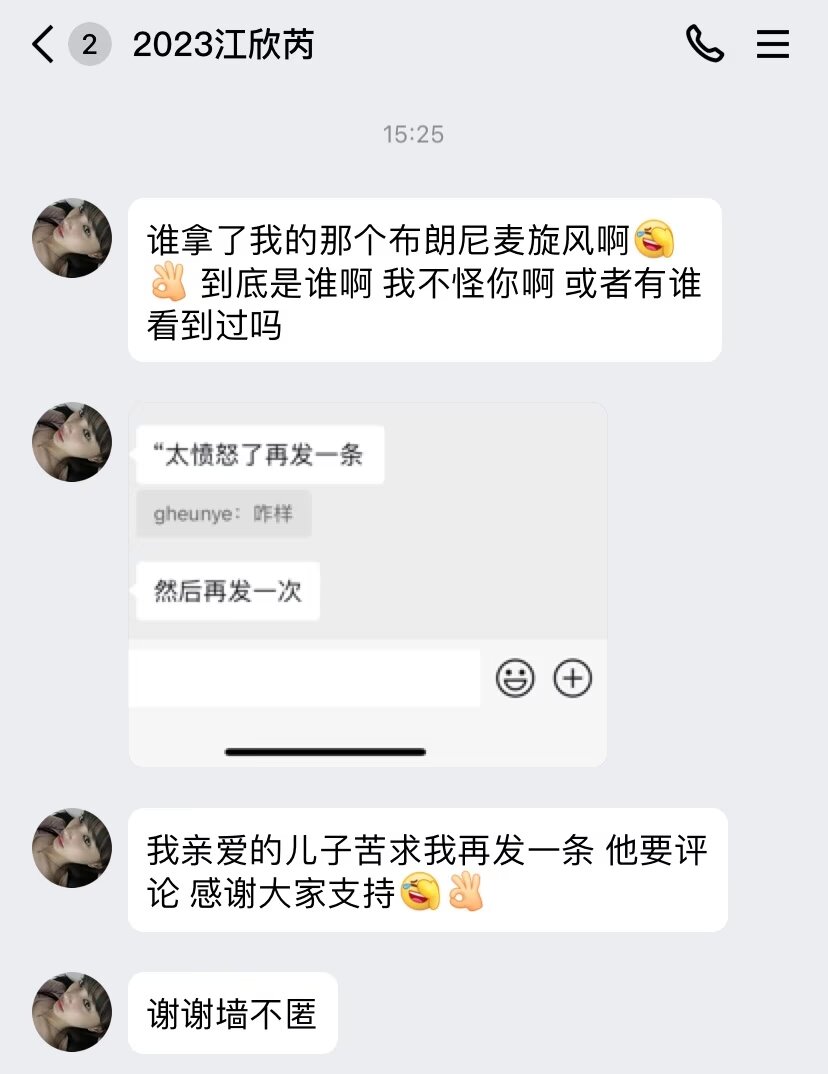 2 2023江欣芮
15:25
谁拿了我的那个布朗尼麦旋风啊🤣
👌 到底是谁啊 我不怪你啊 或者有谁
看到过吗
“太愤怒了再发一条
gheunye：咋样
然后再发一次
我亲爱的儿子苦求我再发一条 他要评
论 感谢大家支持🤣👌
谢谢墙不匿